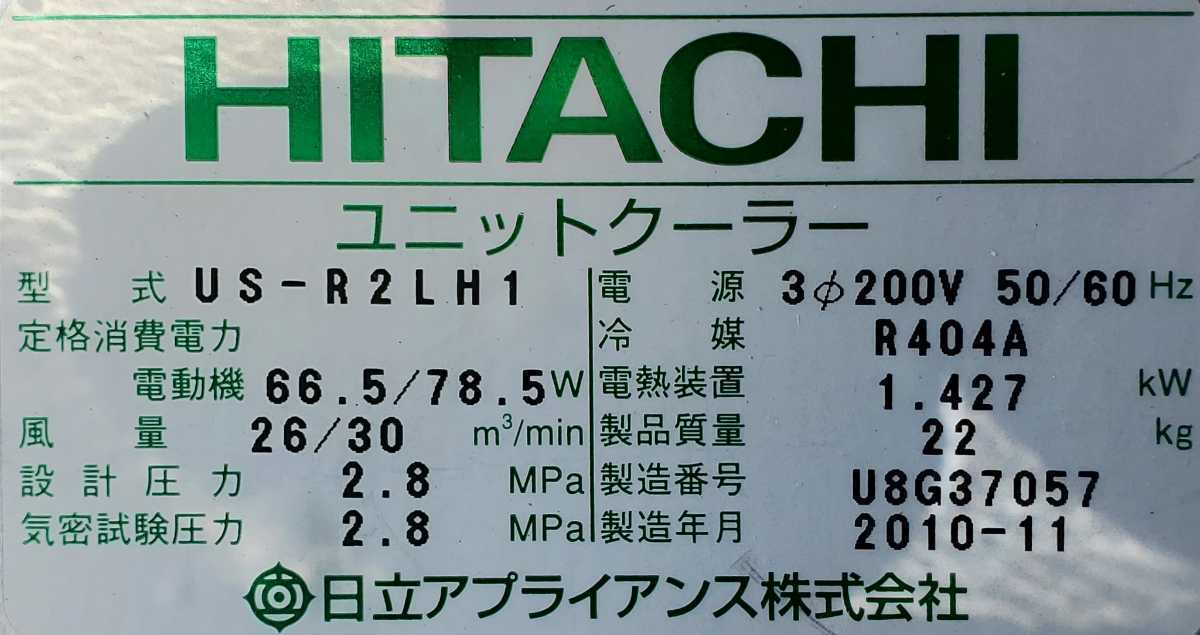 HITACHI
ユニットクーラー
型式 US-R2LH1
定格消費電力
電動機 66.5/78.5W
風量 26/30 m³/min
設計圧力 2.8 MPa
気密試験圧力 2.8 MPa
電源 3φ200V 50/60 Hz
冷媒 R404A
電熱装置 1.427 kW
製品質量 22 kg
製造番号 U8G37057
製造年月 2010-11
日立アプライアンス株式会社